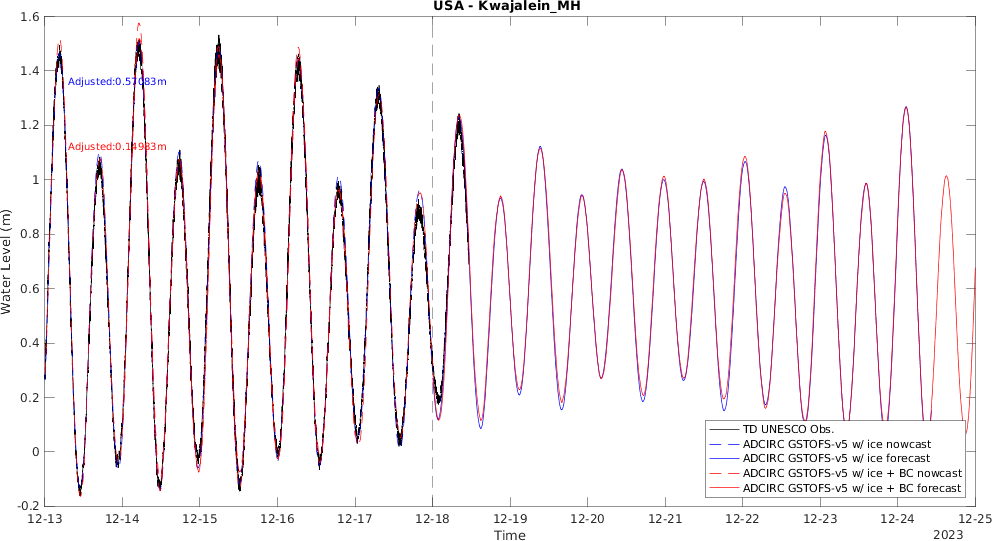 USA - Kwajalein_MH
1.6
1.4
1.2
1
0.8
0.6
0.4
0.2
0
-0.2
Water Level (m)
Adjusted:0.57083m
Adjusted:0.14983m
TD UNESCO Obs.
ADCIRC GSTOFS-v5 w/ ice nowcast
ADCIRC GSTOFS-v5 w/ ice forecast
ADCIRC GSTOFS-v5 w/ ice + BC nowcast
ADCIRC GSTOFS-v5 w/ ice + BC forecast
12-13 12-14 12-15 12-16 12-17 12-18 12-19 12-20 12-21 12-22 12-23 12-24 12-25
Time
2023